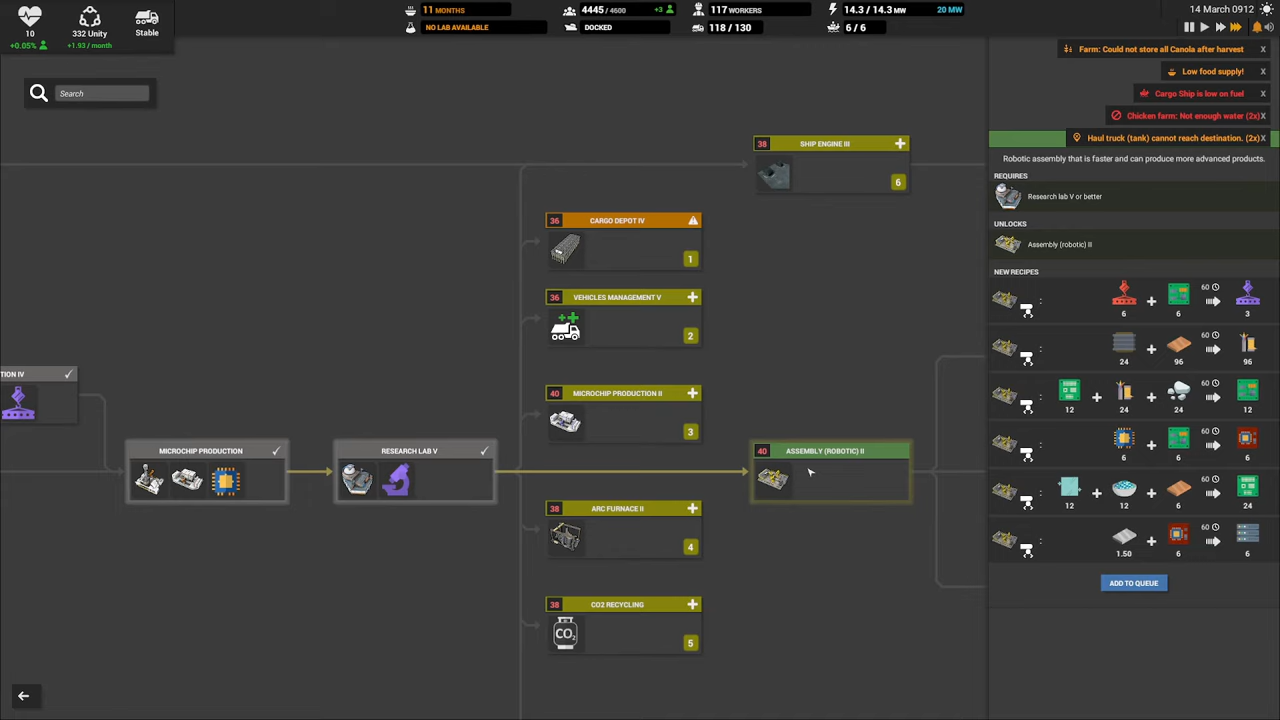 10
+0.05%
332 Unity
+1.93 / month
Stable
11 MONTHS
NO LAB AVAILABLE
4445 / 4600
+3
DOCKED
117 WORKERS
118 / 130
14.3 / 14.3 MW
20 MW
6 / 6
14 March 0912
Search
Farm: Could not store all Canola after harvest X
Low food supply! X
Cargo Ship is low on fuel X
Chicken farm: Not enough water (2x) X
Haul truck (tank) cannot reach destination. (2x) X
Robotic assembly that is faster and can produce more advanced products.
REQUIRES
Research lab V or better
UNLOCKS
Assembly (robotic) II
NEW RECIPES
: 6 + 6 60 3
: 24 + 96 60 96
: 12 + 24 + 24 60 12
: 6 + 6 60 6
: 12 + 12 + 6 60 24
: 1.50 + 6 60 6
ADD TO QUEUE
38 SHIP ENGINE III
6
36 CARGO DEPOT IV
1
36 VEHICLES MANAGEMENT V
2
40 MICROCHIP PRODUCTION II
3
TION IV
MICROCHIP PRODUCTION
RESEARCH LAB V
40 ASSEMBLY (ROBOTIC) II
38 ARC FURNACE II
4
38 CO2 RECYCLING
CO2
5